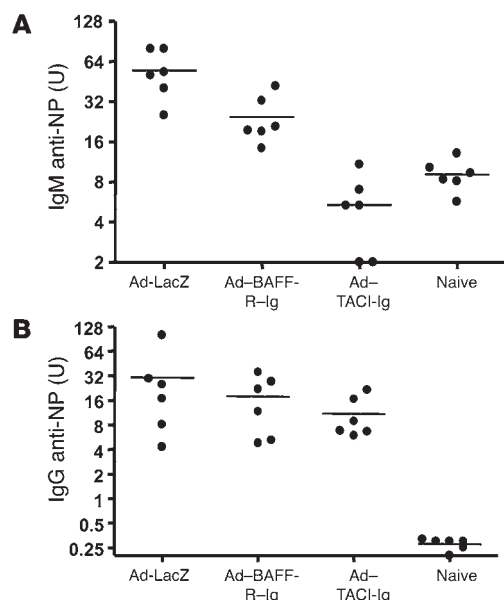 A
IgM anti-NP (U)
128
64
32
16
8
4
2
Ad-LacZ
Ad–BAFF-
R–Ig
Ad–
TACI-Ig
Naive
B
IgG anti-NP (U)
128
64
32
16
8
4
2
1
0.5
0.25
Ad-LacZ
Ad–BAFF-
R–Ig
Ad–
TACI-Ig
Naive